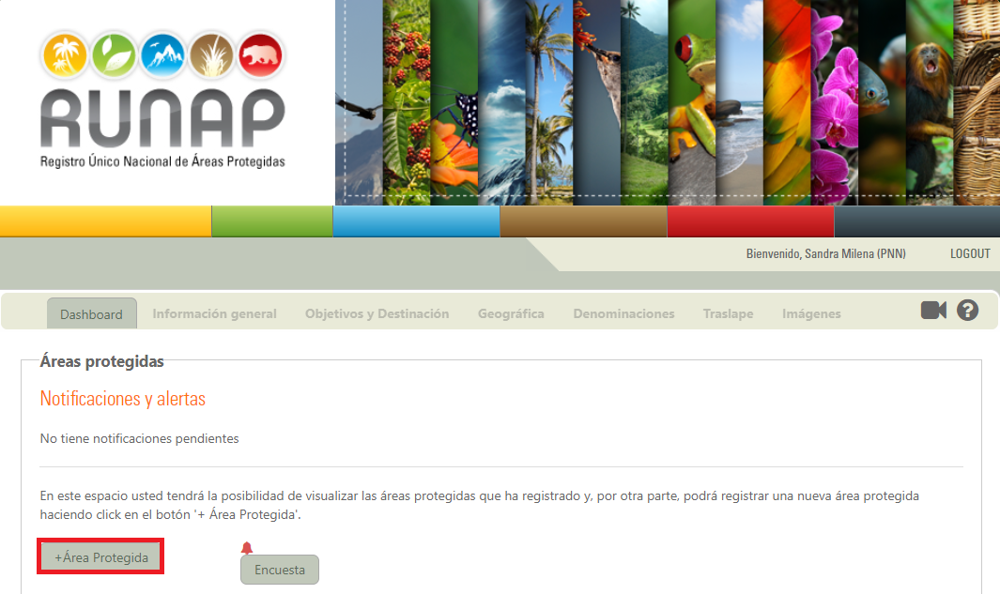 RUNAP
Registro Único Nacional de Áreas Protegidas
Bienvenido, Sandra Milena (PNN) LOGOUT
Dashboard Información general Objetivos y Destinación Geográfica Denominaciones Traslape Imágenes ?
Áreas protegidas
Notificaciones y alertas
No tiene notificaciones pendientes
En este espacio usted tendrá la posibilidad de visualizar las áreas protegidas que ha registrado y, por otra parte, podrá registrar una nueva área protegida
haciendo click en el botón '+ Área Protegida'.
+Área Protegida
Encuesta